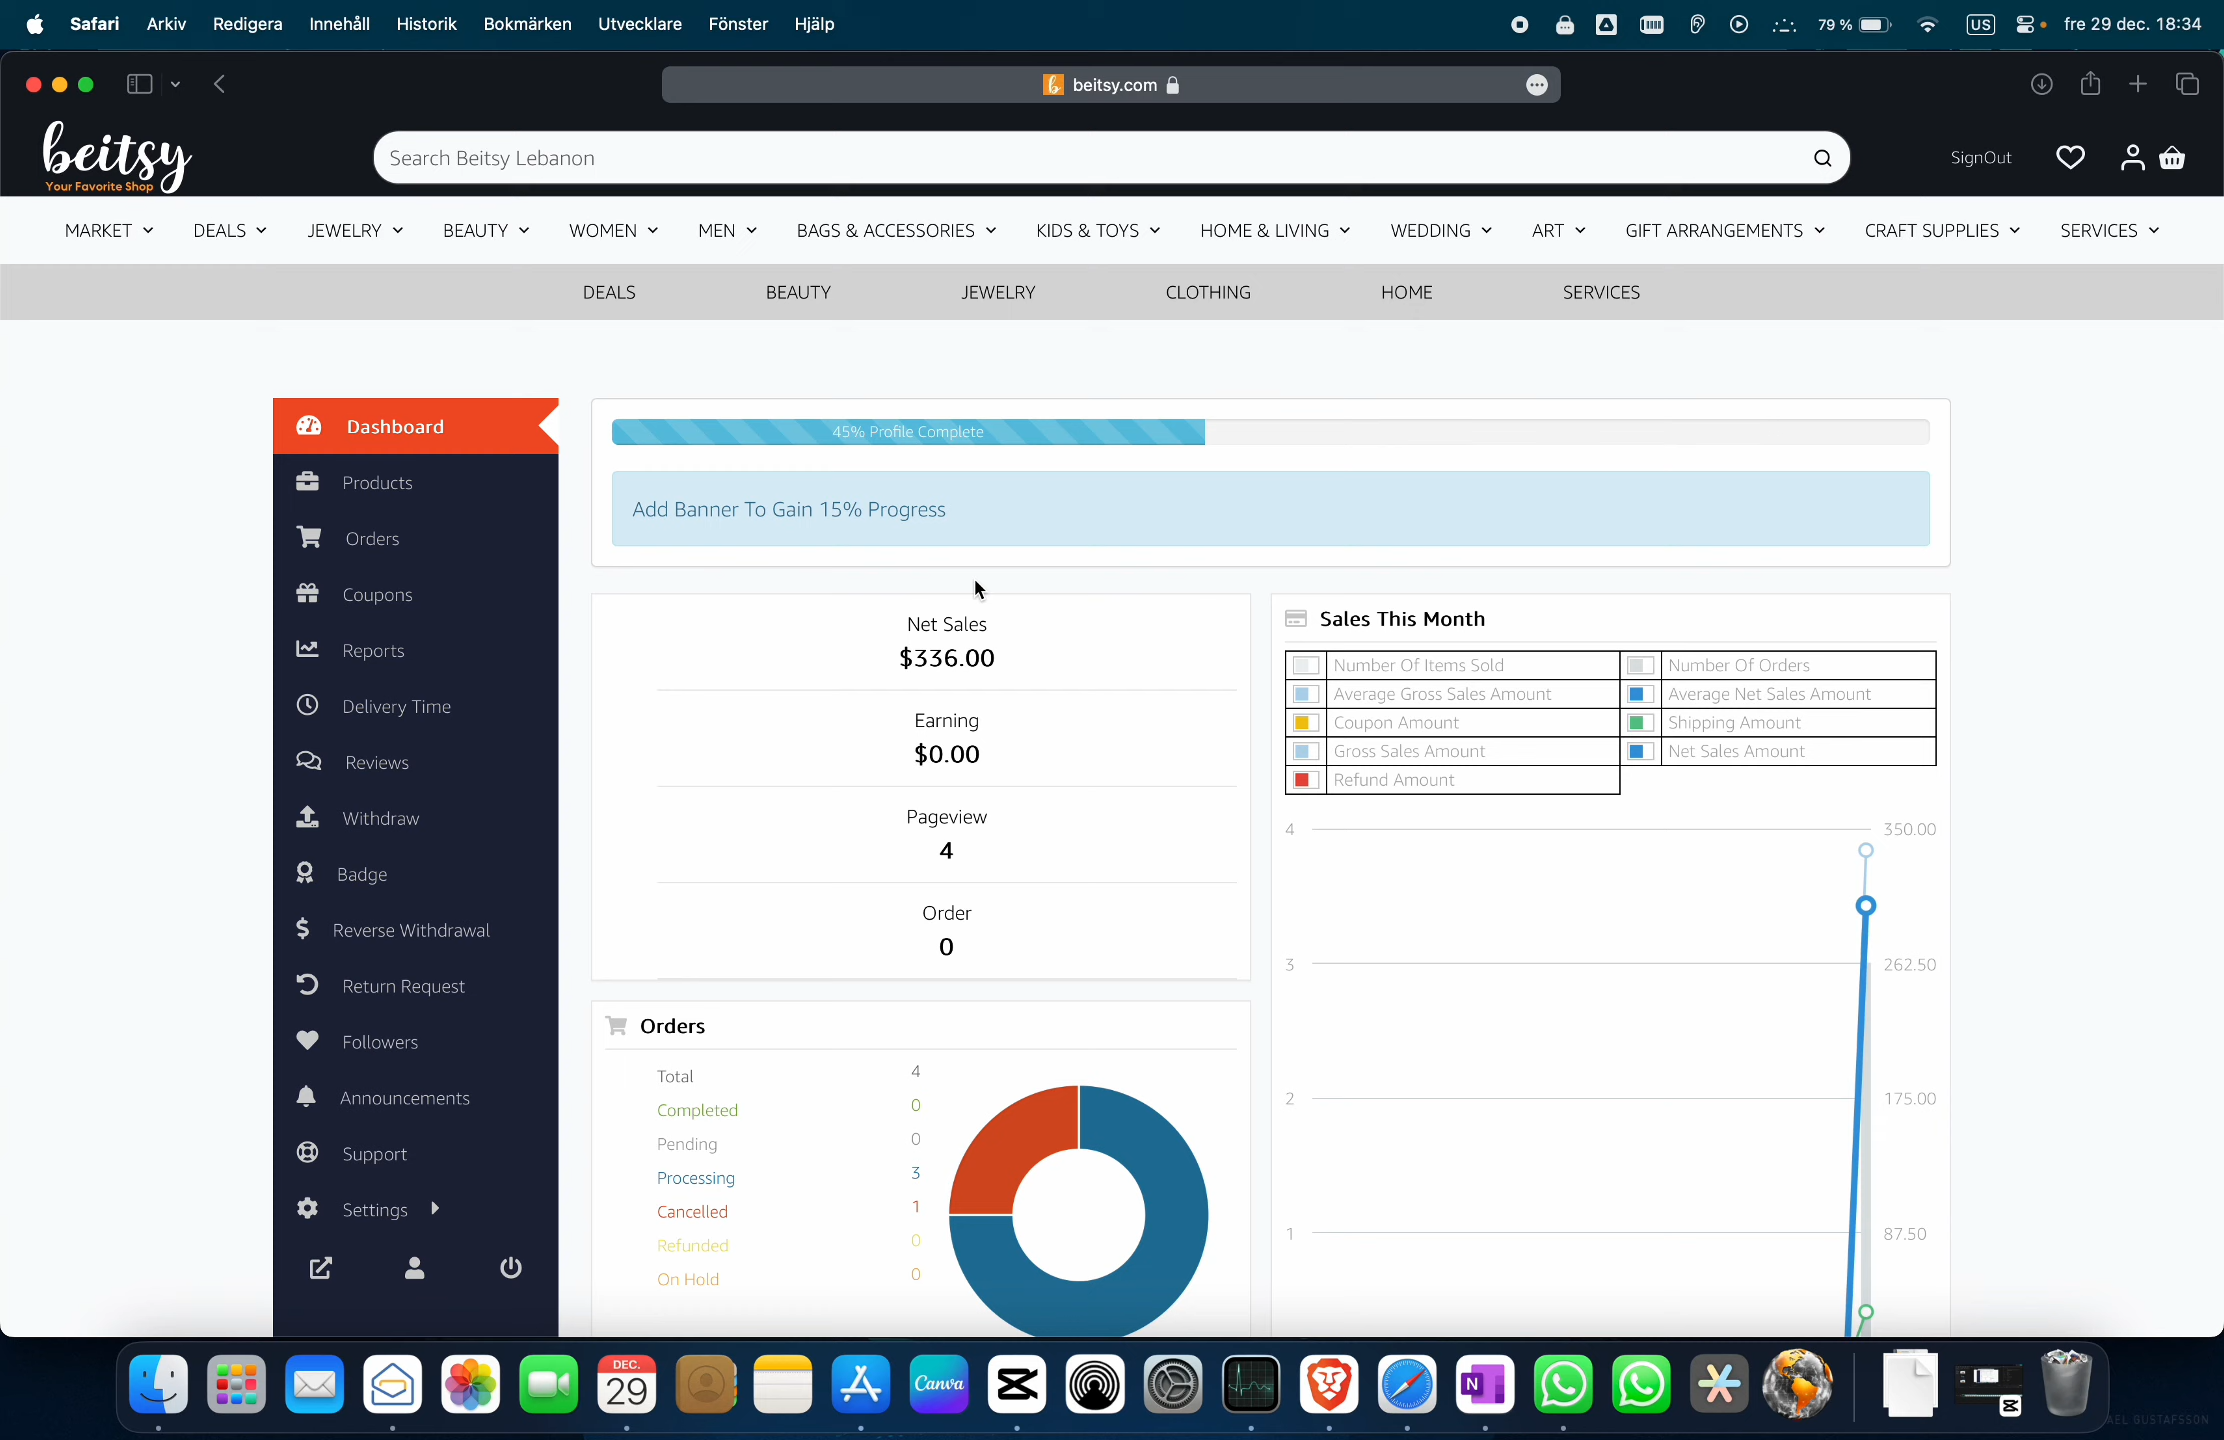 Safari Arkiv Redigera Innehåll Historik Bokmärken Utvecklare Fönster Hjälp 79 % US fre 29 dec. 18:34
beitsy.com
beitsy
Your Favorite Shop
Search Beitsy Lebanon
SignOut
MARKET DEALS JEWELRY BEAUTY WOMEN MEN BAGS & ACCESSORIES KIDS & TOYS HOME & LIVING WEDDING ART GIFT ARRANGEMENTS CRAFT SUPPLIES SERVICES
DEALS BEAUTY JEWELRY CLOTHING HOME SERVICES
Dashboard
Products
Orders
Coupons
Reports
Delivery Time
Reviews
Withdraw
Badge
Reverse Withdrawal
Return Request
Followers
Announcements
Support
Settings
45% Profile Complete
Add Banner To Gain 15% Progress
Net Sales
$336.00
Earning
$0.00
Pageview
4
Order
0
Orders
Total 4
Completed 0
Pending 0
Processing 3
Cancelled 1
Refunded 0
On Hold 0
Sales This Month
Number Of Items Sold Number Of Orders
Average Gross Sales Amount Average Net Sales Amount
Coupon Amount Shipping Amount
Gross Sales Amount Net Sales Amount
Refund Amount
4 350.00
3 262.50
2 175.00
1 87.50
DEC.
29
Canva
N
GUSTAFSSON